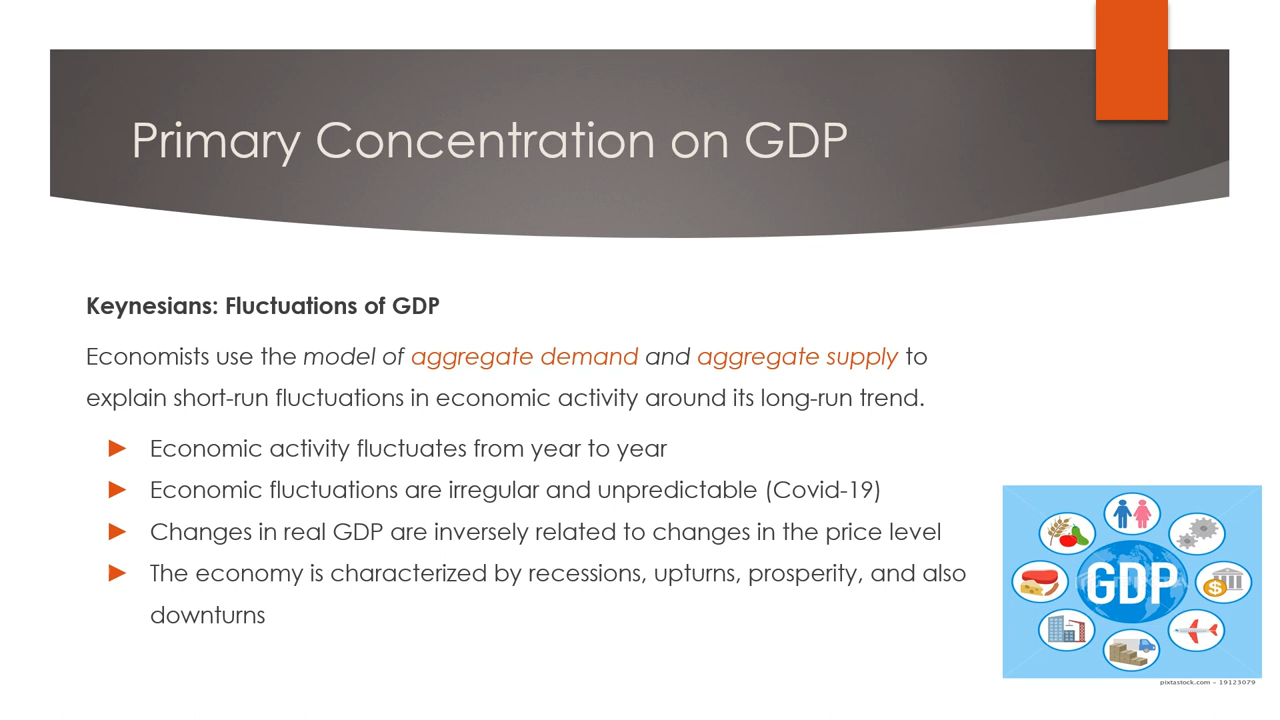 Primary Concentration on GDP
Keynesians: Fluctuations of GDP
Economists use the model of aggregate demand and aggregate supply to
explain short-run fluctuations in economic activity around its long-run trend.
► Economic activity fluctuates from year to year
► Economic fluctuations are irregular and unpredictable (Covid-19)
► Changes in real GDP are inversely related to changes in the price level
► The economy is characterized by recessions, upturns, prosperity, and also
downturns
GDP
pixtastock.com - 19123079